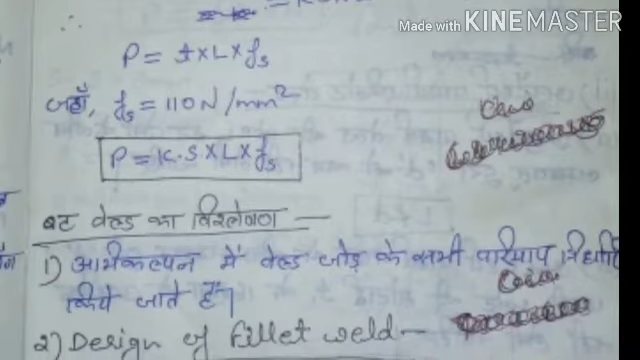 Made with KINEMASTER
∴
P = t×L×fs
जहाँ, fs = 110 N/mm²
P = K.S×L×fs
बट वेल्ड का विश्लेषण —
1) अभिकल्पन में वेल्ड जोड़ के सभी परिमाप
किये जाते हैं।
2) Design of fillet weld —